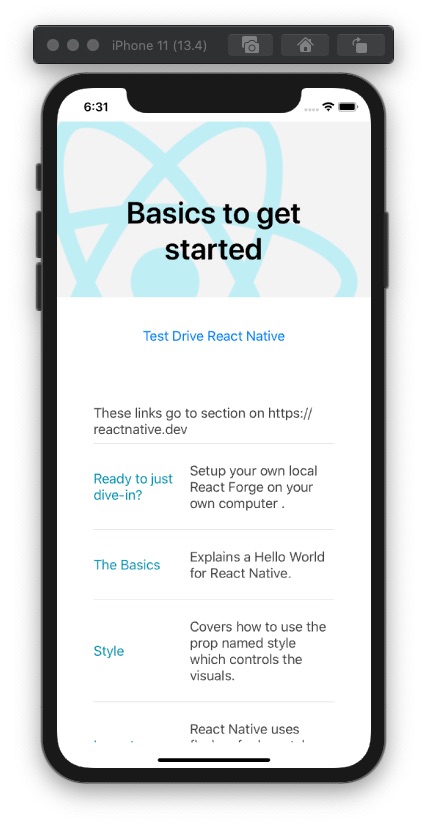 iPhone 11 (13.4)
6:31
Basics to get
started
Test Drive React Native
These links go to section on https://
reactnative.dev
Ready to just
dive-in?
Setup your own local
React Forge on your
own computer .
The Basics
Explains a Hello World
for React Native.
Style
Covers how to use the
prop named style
which controls the
visuals.
React Native uses